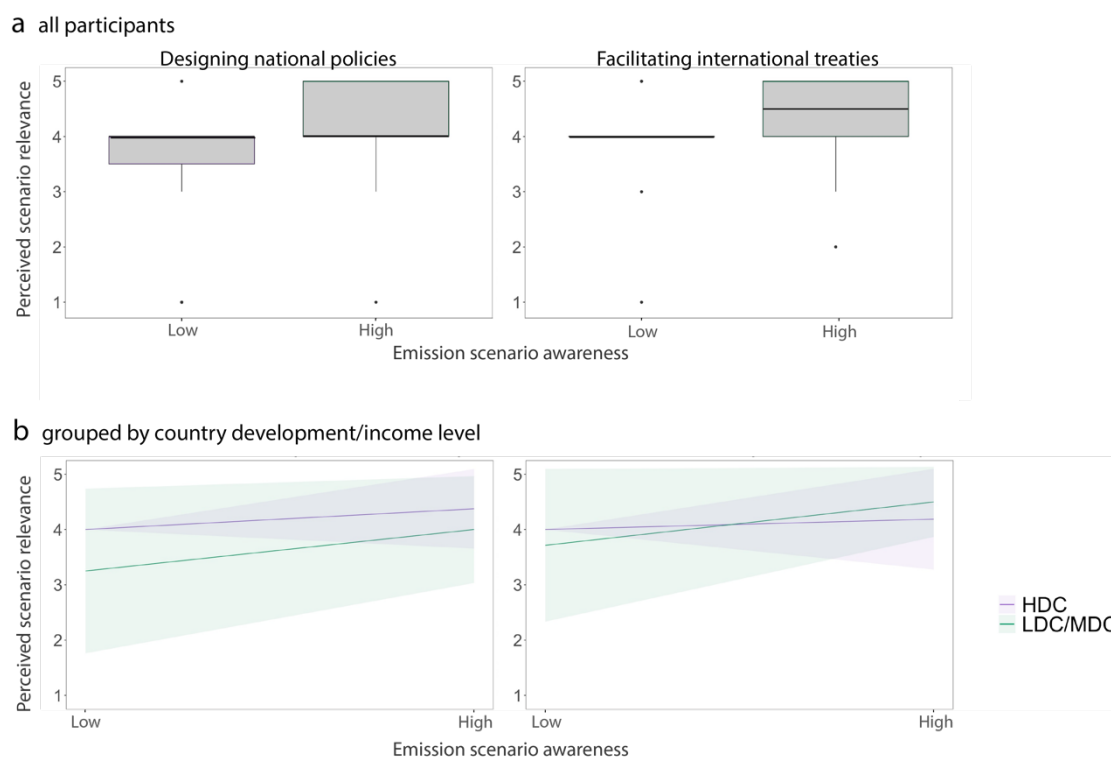 a all participants
Designing national policies
Facilitating international treaties
Perceived scenario relevance
5
4
3
2
1
5
4
3
2
1
Low
High
Low
High
Emission scenario awareness
b grouped by country development/income level
Perceived scenario relevance
5
4
3
2
1
5
4
3
2
1
HDC
LDC/MDC
Low
High
Low
High
Emission scenario awareness